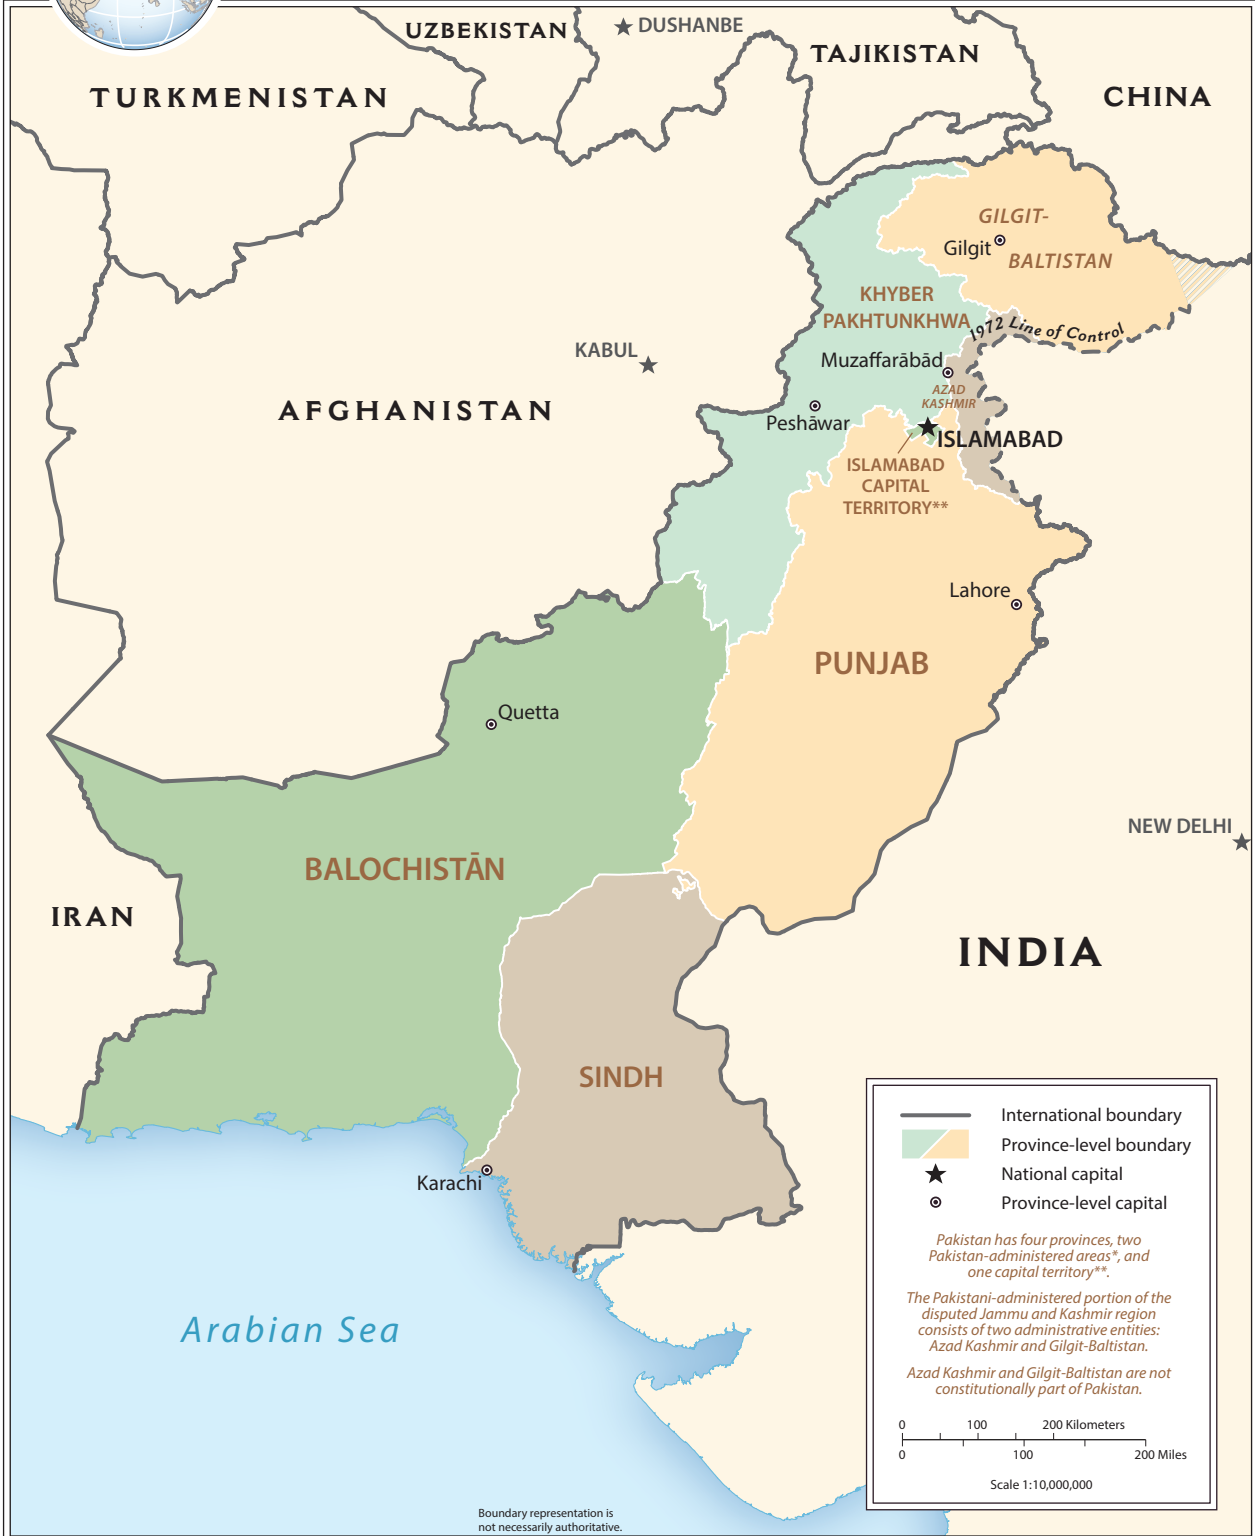 UZBEKISTAN
DUSHANBE
TAJIKISTAN
TURKMENISTAN
CHINA
GILGIT-
Gilgit
BALTISTAN
KHYBER
PAKHTUNKHWA
1972 Line of Control
KABUL
Muzaffarābād
AZAD
KASHMIR
AFGHANISTAN
Peshāwar
ISLAMABAD
ISLAMABAD
CAPITAL
TERRITORY**
Lahore
PUNJAB
Quetta
NEW DELHI
BALOCHISTĀN
IRAN
INDIA
SINDH
Karachi
Arabian Sea
International boundary
Province-level boundary
National capital
Province-level capital
Pakistan has four provinces, two
Pakistan-administered areas*, and
one capital territory**.
The Pakistani-administered portion of the
disputed Jammu and Kashmir region
consists of two administrative entities:
Azad Kashmir and Gilgit-Baltistan.
Azad Kashmir and Gilgit-Baltistan are not
constitutionally part of Pakistan.
0 100 200 Kilometers
0 100 200 Miles
Scale 1:10,000,000
Boundary representation is
not necessarily authoritative.